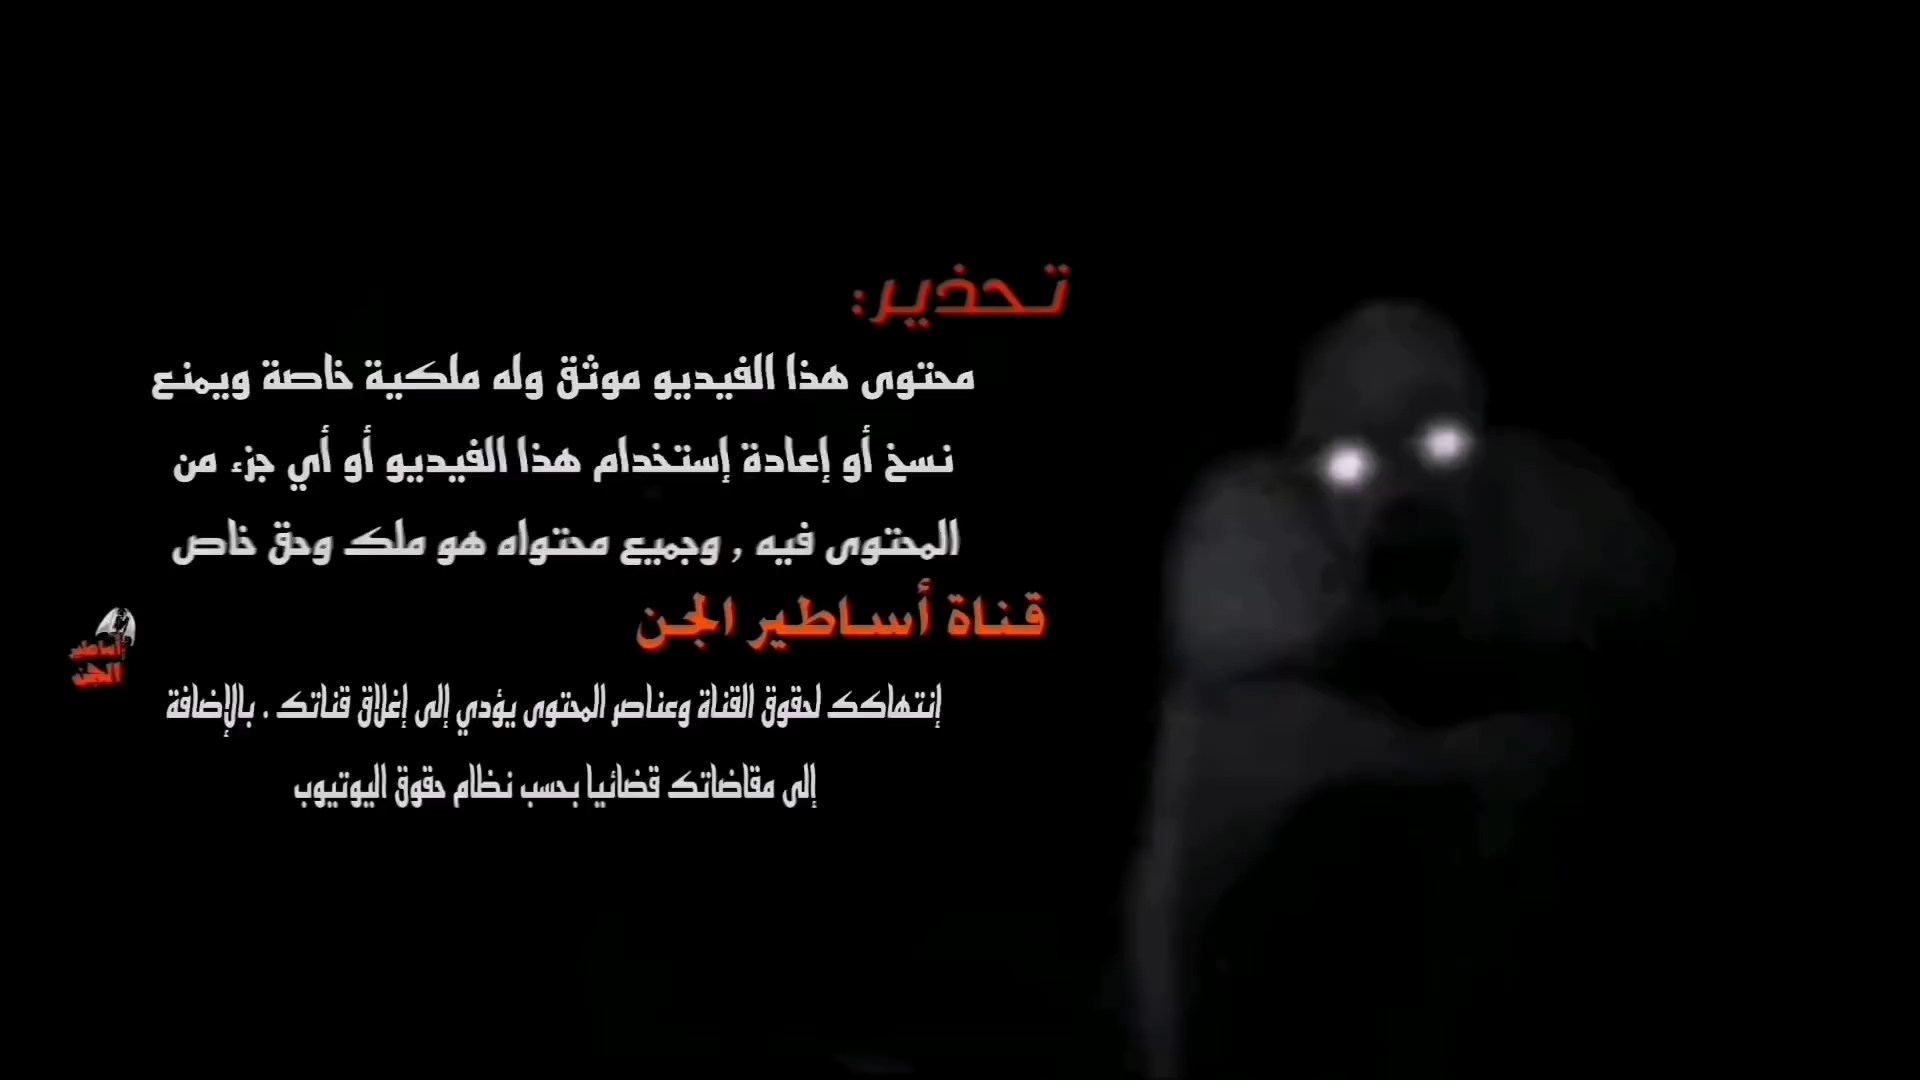 تحذير:
محتوى هذا الفيديو موثق وله ملكية خاصة ويمنع
نسخ أو إعادة إستخدام هذا الفيديو أو أي جزء من
المحتوى فيه , وجميع محتواه هو ملك وحق خاص
قناة أساطير الجن
إنتهاكك لحقوق القناة وعناصر المحتوى يؤدي إلى إغلاق قناتك . بالإضافة
إلى مقاضاتك قضائيا بحسب نظام حقوق اليوتيوب
أساطير
الجن